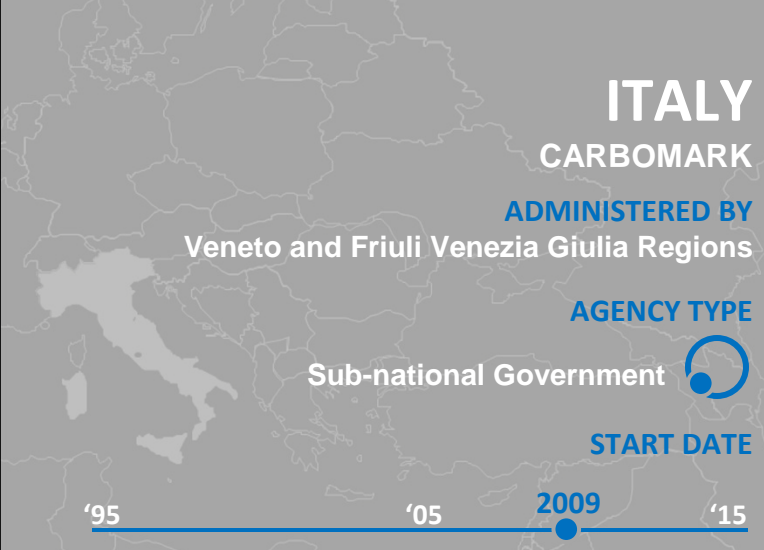 ITALY
CARBOMARK
ADMINISTERED BY
Veneto and Friuli Venezia Giulia Regions
AGENCY TYPE
Sub-national Government
START DATE
‘95 ‘05 2009 ‘15